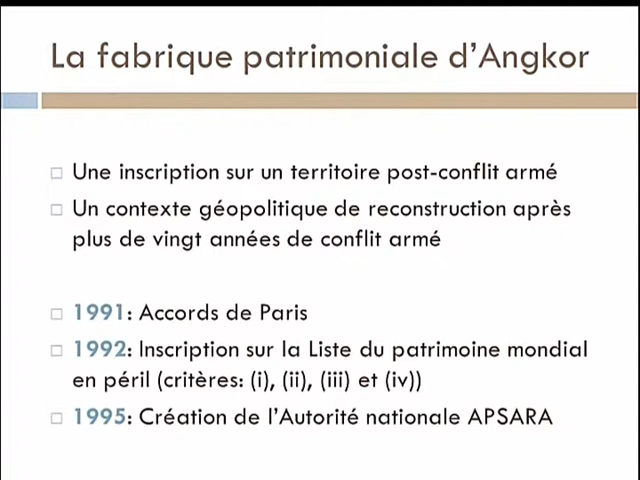 La fabrique patrimoniale d'Angkor
Une inscription sur un territoire post-conflit armé
Un contexte géopolitique de reconstruction après
plus de vingt années de conflit armé
1991: Accords de Paris
1992: Inscription sur la Liste du patrimoine mondial
en péril (critères: (i), (ii), (iii) et (iv))
1995: Création de l'Autorité nationale APSARA